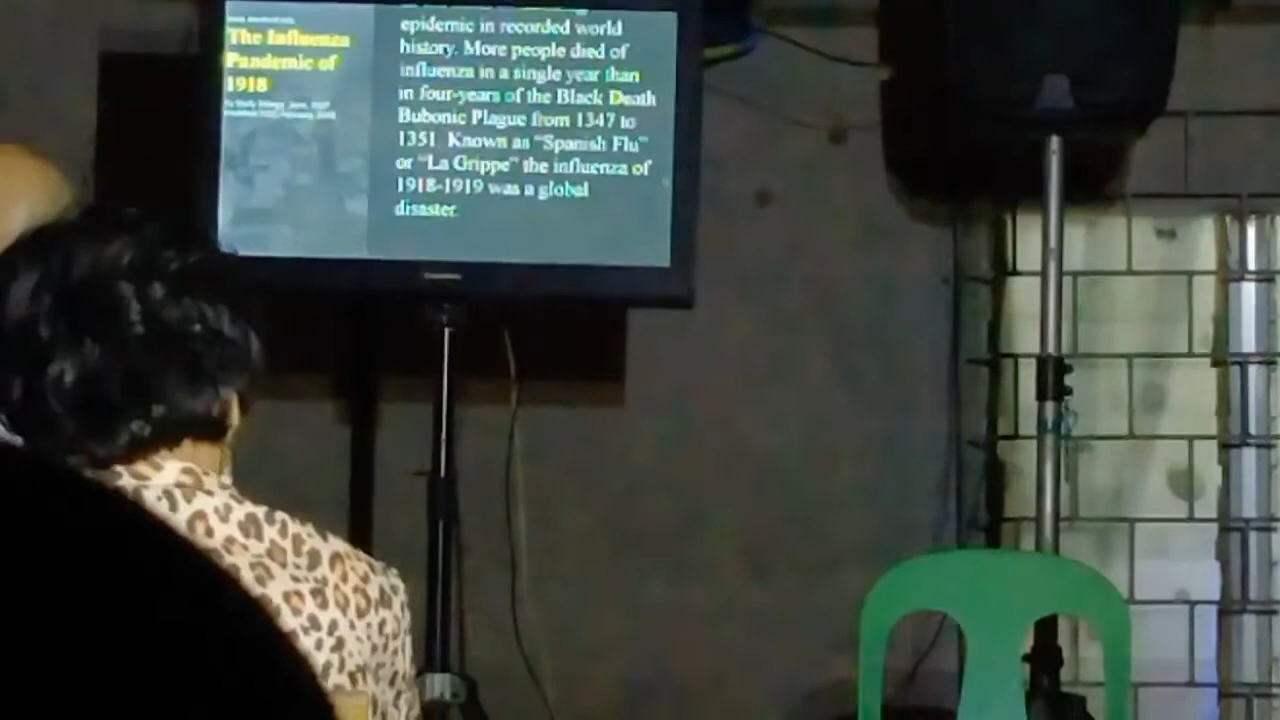 The Influenza
Pandemic of
1918
epidemic in recorded world
history. More people died of
influenza in a single year than
in four-years of the Black Death
Bubonic Plague from 1347 to
1351. Known as “Spanish Flu”
or “La Grippe” the influenza of
1918-1919 was a global
disaster.